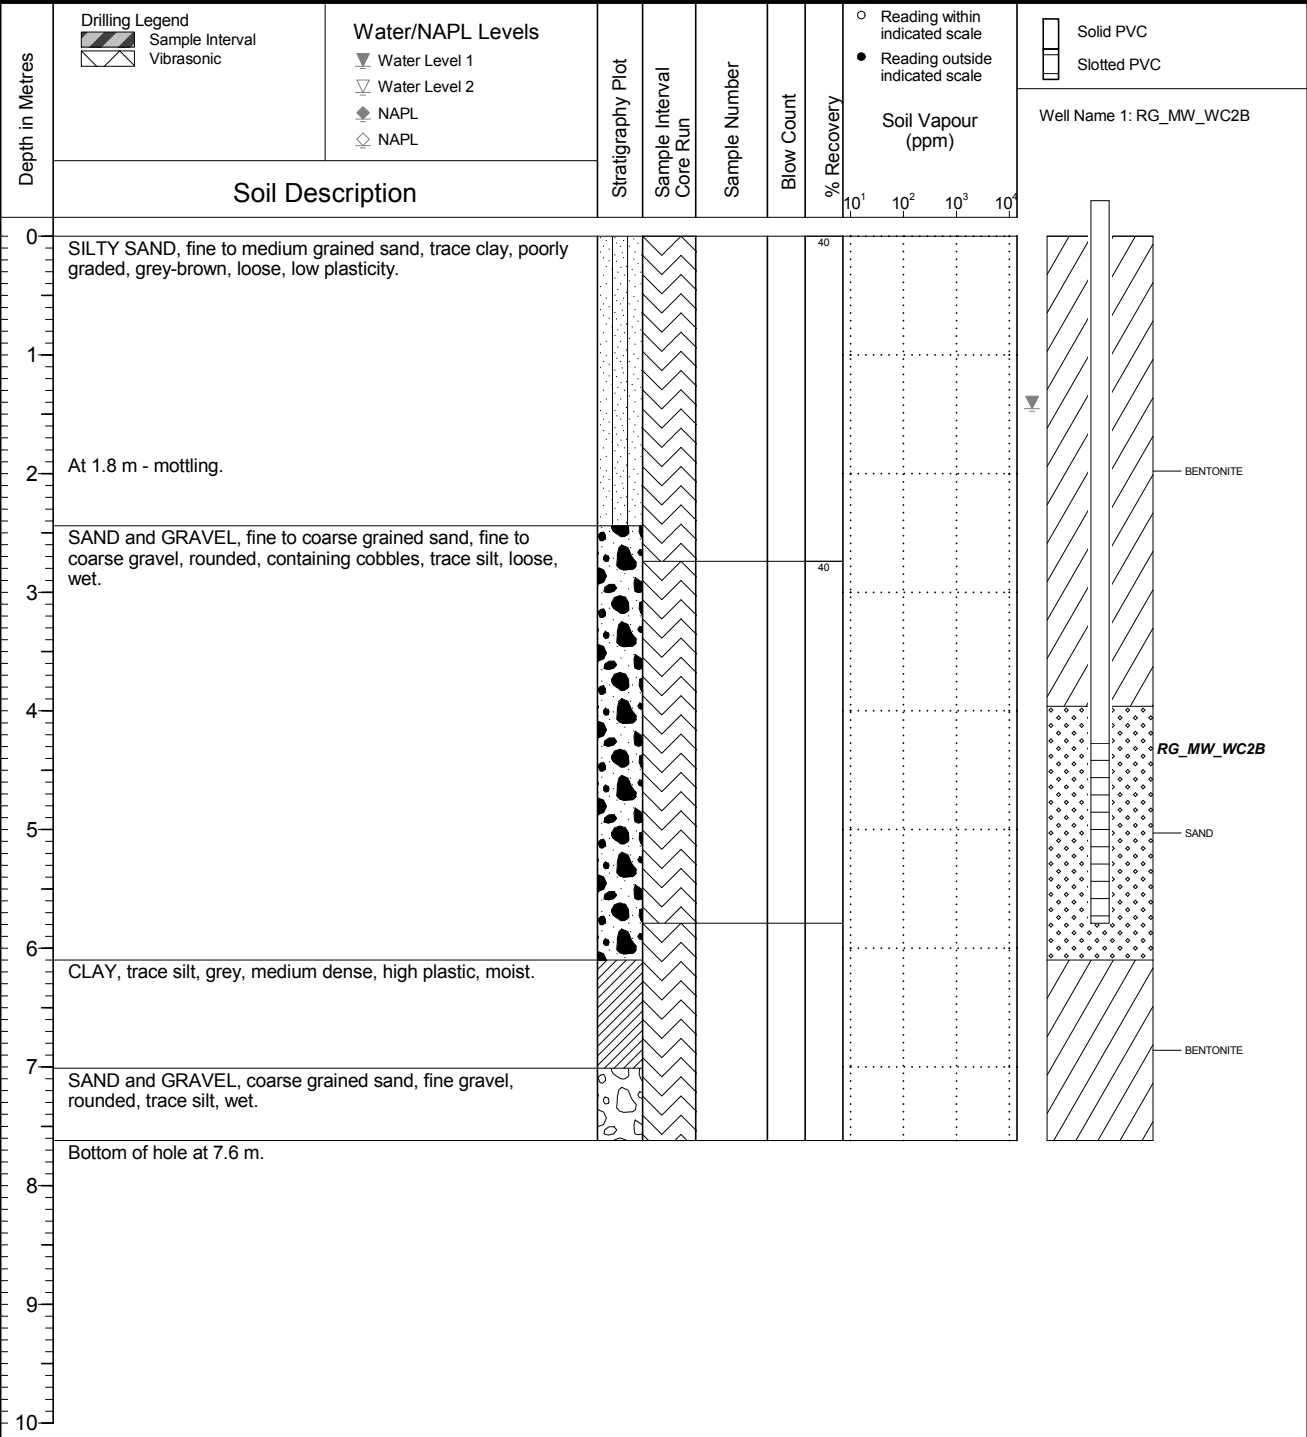 Depth in Metres
Drilling Legend
Sample Interval
Vibrasonic
Water/NAPL Levels
Water Level 1
Water Level 2
NAPL
NAPL
Soil Description
Stratigraphy Plot
Sample Interval
Core Run
Sample Number
Blow Count
% Recovery
Reading within
indicated scale
Reading outside
indicated scale
Soil Vapour
(ppm)
10¹ 10² 10³ 10⁴
Solid PVC
Slotted PVC
Well Name 1: RG_MW_WC2B
0
SILTY SAND, fine to medium grained sand, trace clay, poorly
graded, grey-brown, loose, low plasticity.
40
1
At 1.8 m - mottling.
2
BENTONITE
SAND and GRAVEL, fine to coarse grained sand, fine to
coarse gravel, rounded, containing cobbles, trace silt, loose,
wet.
40
3
4
RG_MW_WC2B
5
SAND
6
CLAY, trace silt, grey, medium dense, high plastic, moist.
7
BENTONITE
SAND and GRAVEL, coarse grained sand, fine gravel,
rounded, trace silt, wet.
Bottom of hole at 7.6 m.
8
9
10